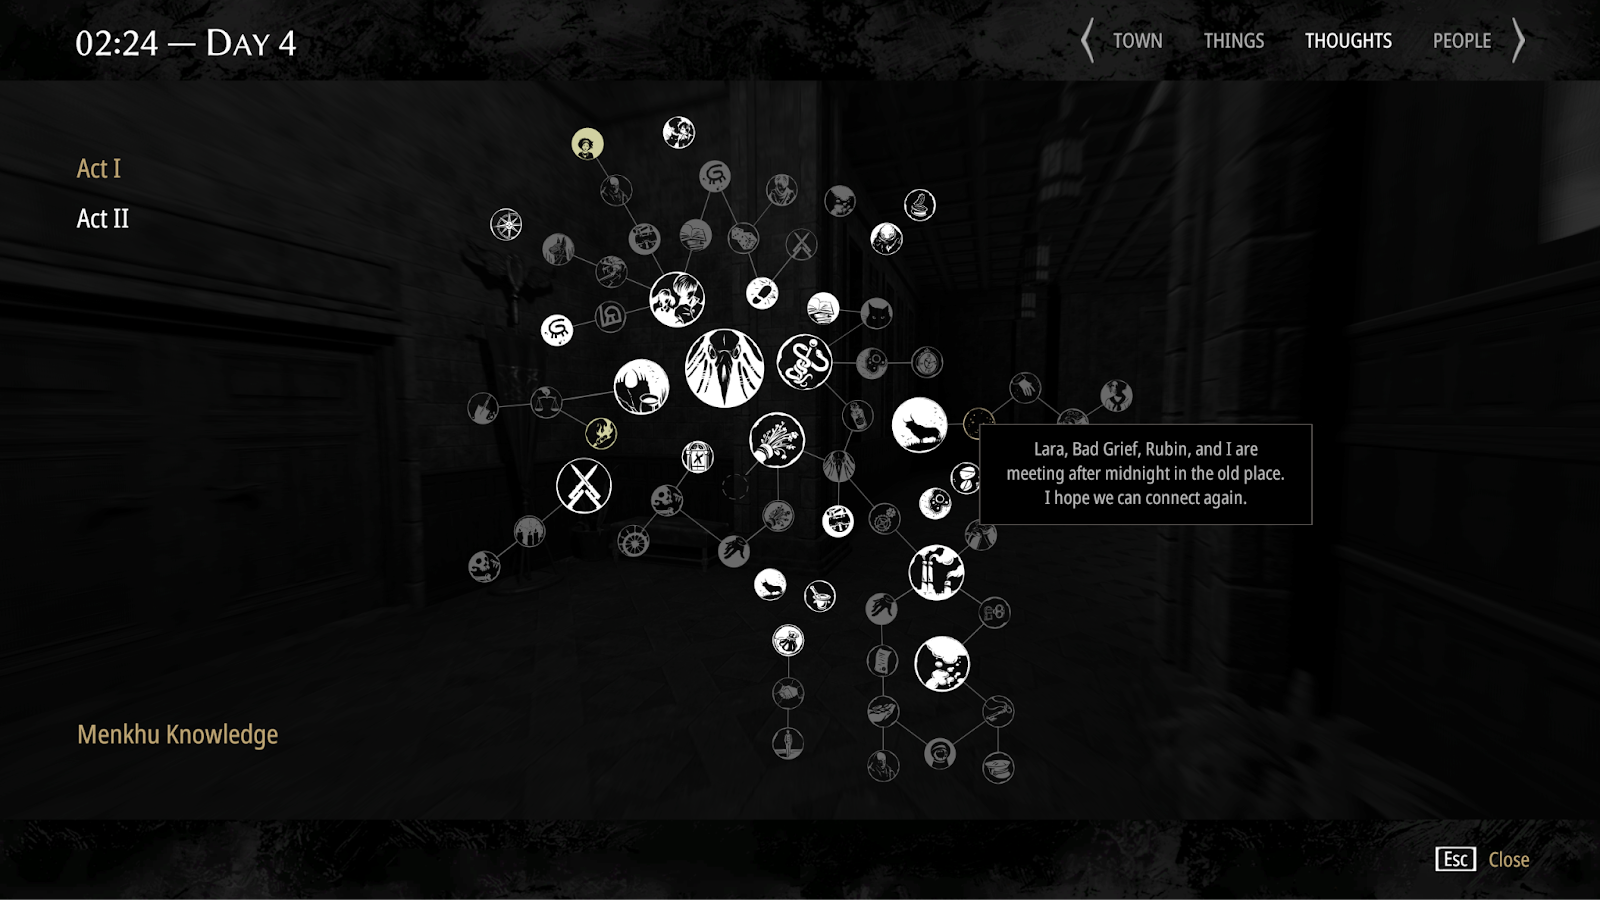 02:24 — Day 4
TOWN
THINGS
THOUGHTS
PEOPLE
Act I
Act II
Lara, Bad Grief, Rubin, and I are
meeting after midnight in the old place.
I hope we can connect again.
Menkhu Knowledge
Esc Close